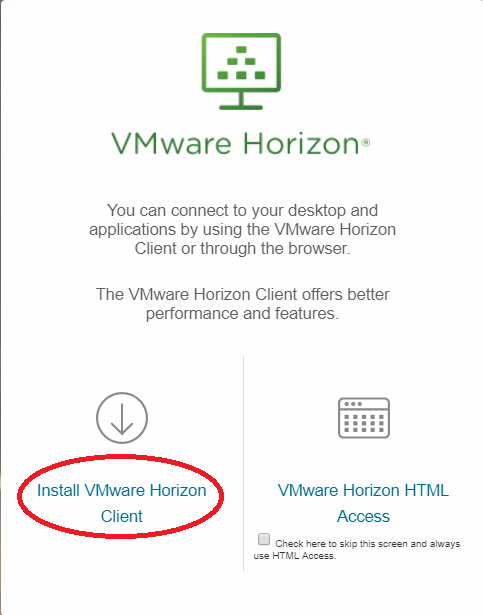 VMware Horizon®
You can connect to your desktop and
applications by using the VMware Horizon
Client or through the browser.
The VMware Horizon Client offers better
performance and features.
Install VMware Horizon
Client
VMware Horizon HTML
Access
Check here to skip this screen and always
use HTML Access.